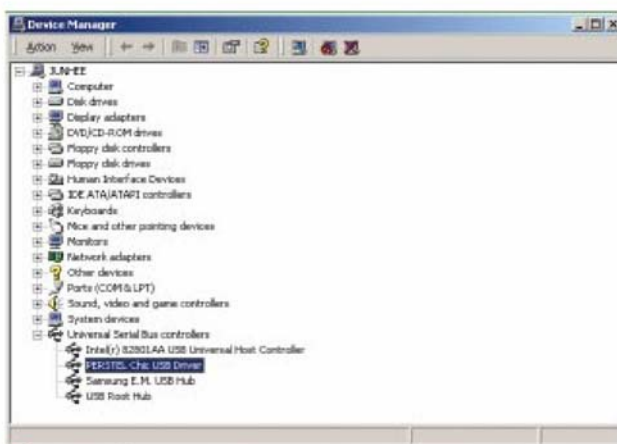 Device Manager
Action View
JUNHEE
Computer
Disk drives
Display adapters
DVD/CD-ROM drives
Floppy disk controllers
Floppy disk drives
Human Interface Devices
IDE ATA/ATAPI controllers
Keyboards
Mice and other pointing devices
Monitors
Network adapters
Other devices
Ports (COM & LPT)
Sound, video and game controllers
System devices
Universal Serial Bus controllers
Intel(r) 82801AA USB Universal Host Controller
PERSTEL Chic USB Driver
Samsung E.M. USB Hub
USB Root Hub